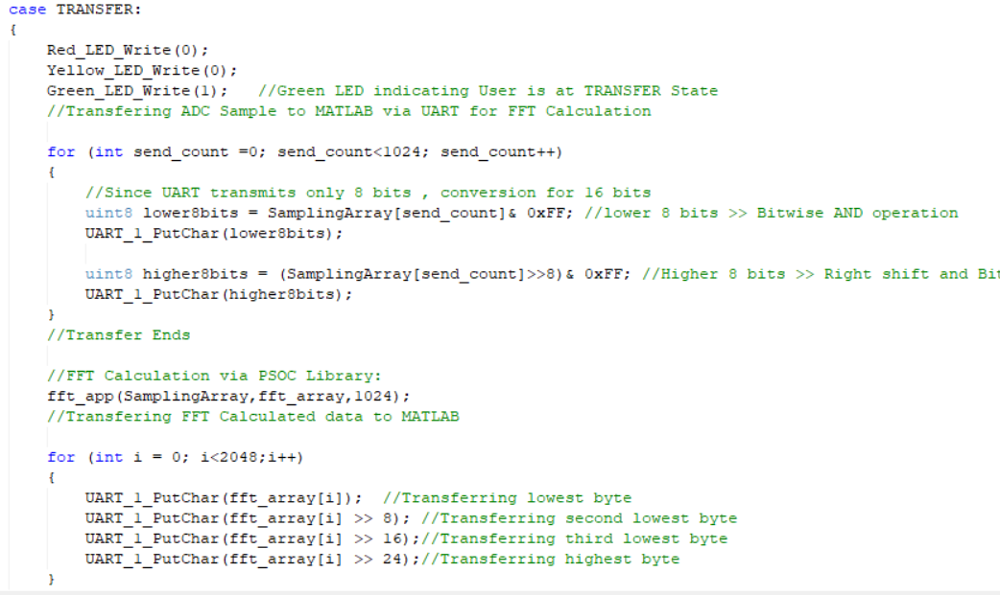 case TRANSFER:
{
    Red_LED_Write(0);
    Yellow_LED_Write(0);
    Green_LED_Write(1);   //Green LED indicating User is at TRANSFER State
    //Transfering ADC Sample to MATLAB via UART for FFT Calculation
    for (int send_count =0; send_count<1024; send_count++)
    {
        //Since UART transmits only 8 bits , conversion for 16 bits
        uint8 lower8bits = SamplingArray[send_count]& 0xFF; //lower 8 bits >> Bitwise AND operation
        UART_1_PutChar(lower8bits);
        uint8 higher8bits = (SamplingArray[send_count]>>8)& 0xFF; //Higher 8 bits >> Right shift and Bit
        UART_1_PutChar(higher8bits);
    }
    //Transfer Ends
    //FFT Calculation via PSOC Library:
    fft_app(SamplingArray,fft_array,1024);
    //Transfering FFT Calculated data to MATLAB
    for (int i = 0; i<2048;i++)
    {
        UART_1_PutChar(fft_array[i]);  //Transferring lowest byte
        UART_1_PutChar(fft_array[i] >> 8); //Transferring second lowest byte
        UART_1_PutChar(fft_array[i] >> 16);//Transferring third lowest byte
        UART_1_PutChar(fft_array[i] >> 24);//Transferring highest byte
    }